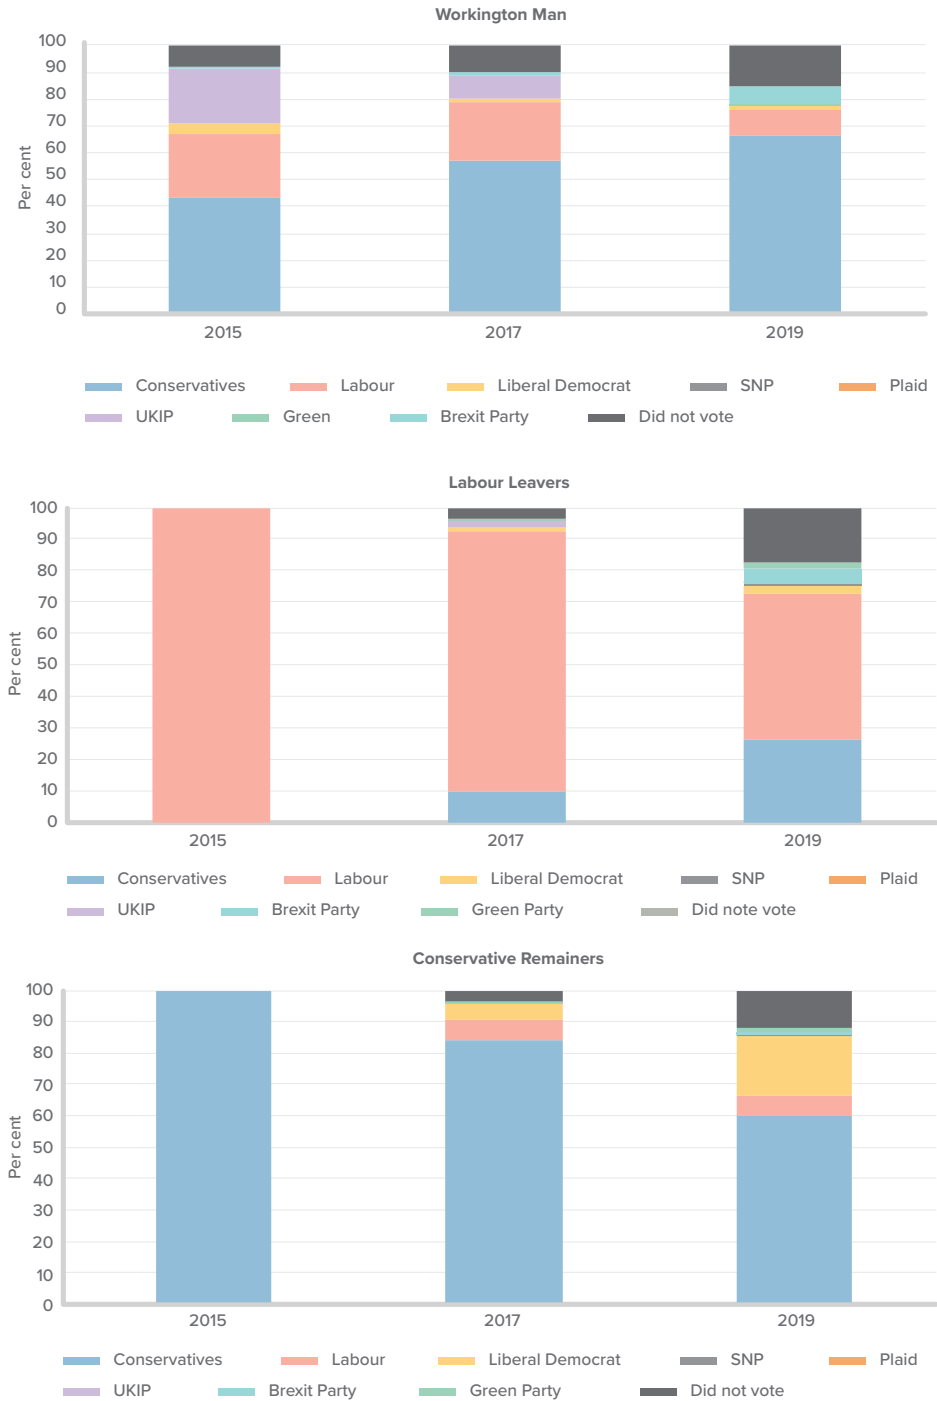 Workington Man
100
90
80
70
60
50
40
30
20
10
0
Per cent
2015 2017 2019
Conservatives Labour Liberal Democrat SNP Plaid
UKIP Green Brexit Party Did not vote
Labour Leavers
100
90
80
70
60
50
40
30
20
10
0
Per cent
2015 2017 2019
Conservatives Labour Liberal Democrat SNP Plaid
UKIP Brexit Party Green Party Did note vote
Conservative Remainers
100
90
80
70
60
50
40
30
20
10
0
Per cent
2015 2017 2019
Conservatives Labour Liberal Democrat SNP Plaid
UKIP Brexit Party Green Party Did not vote